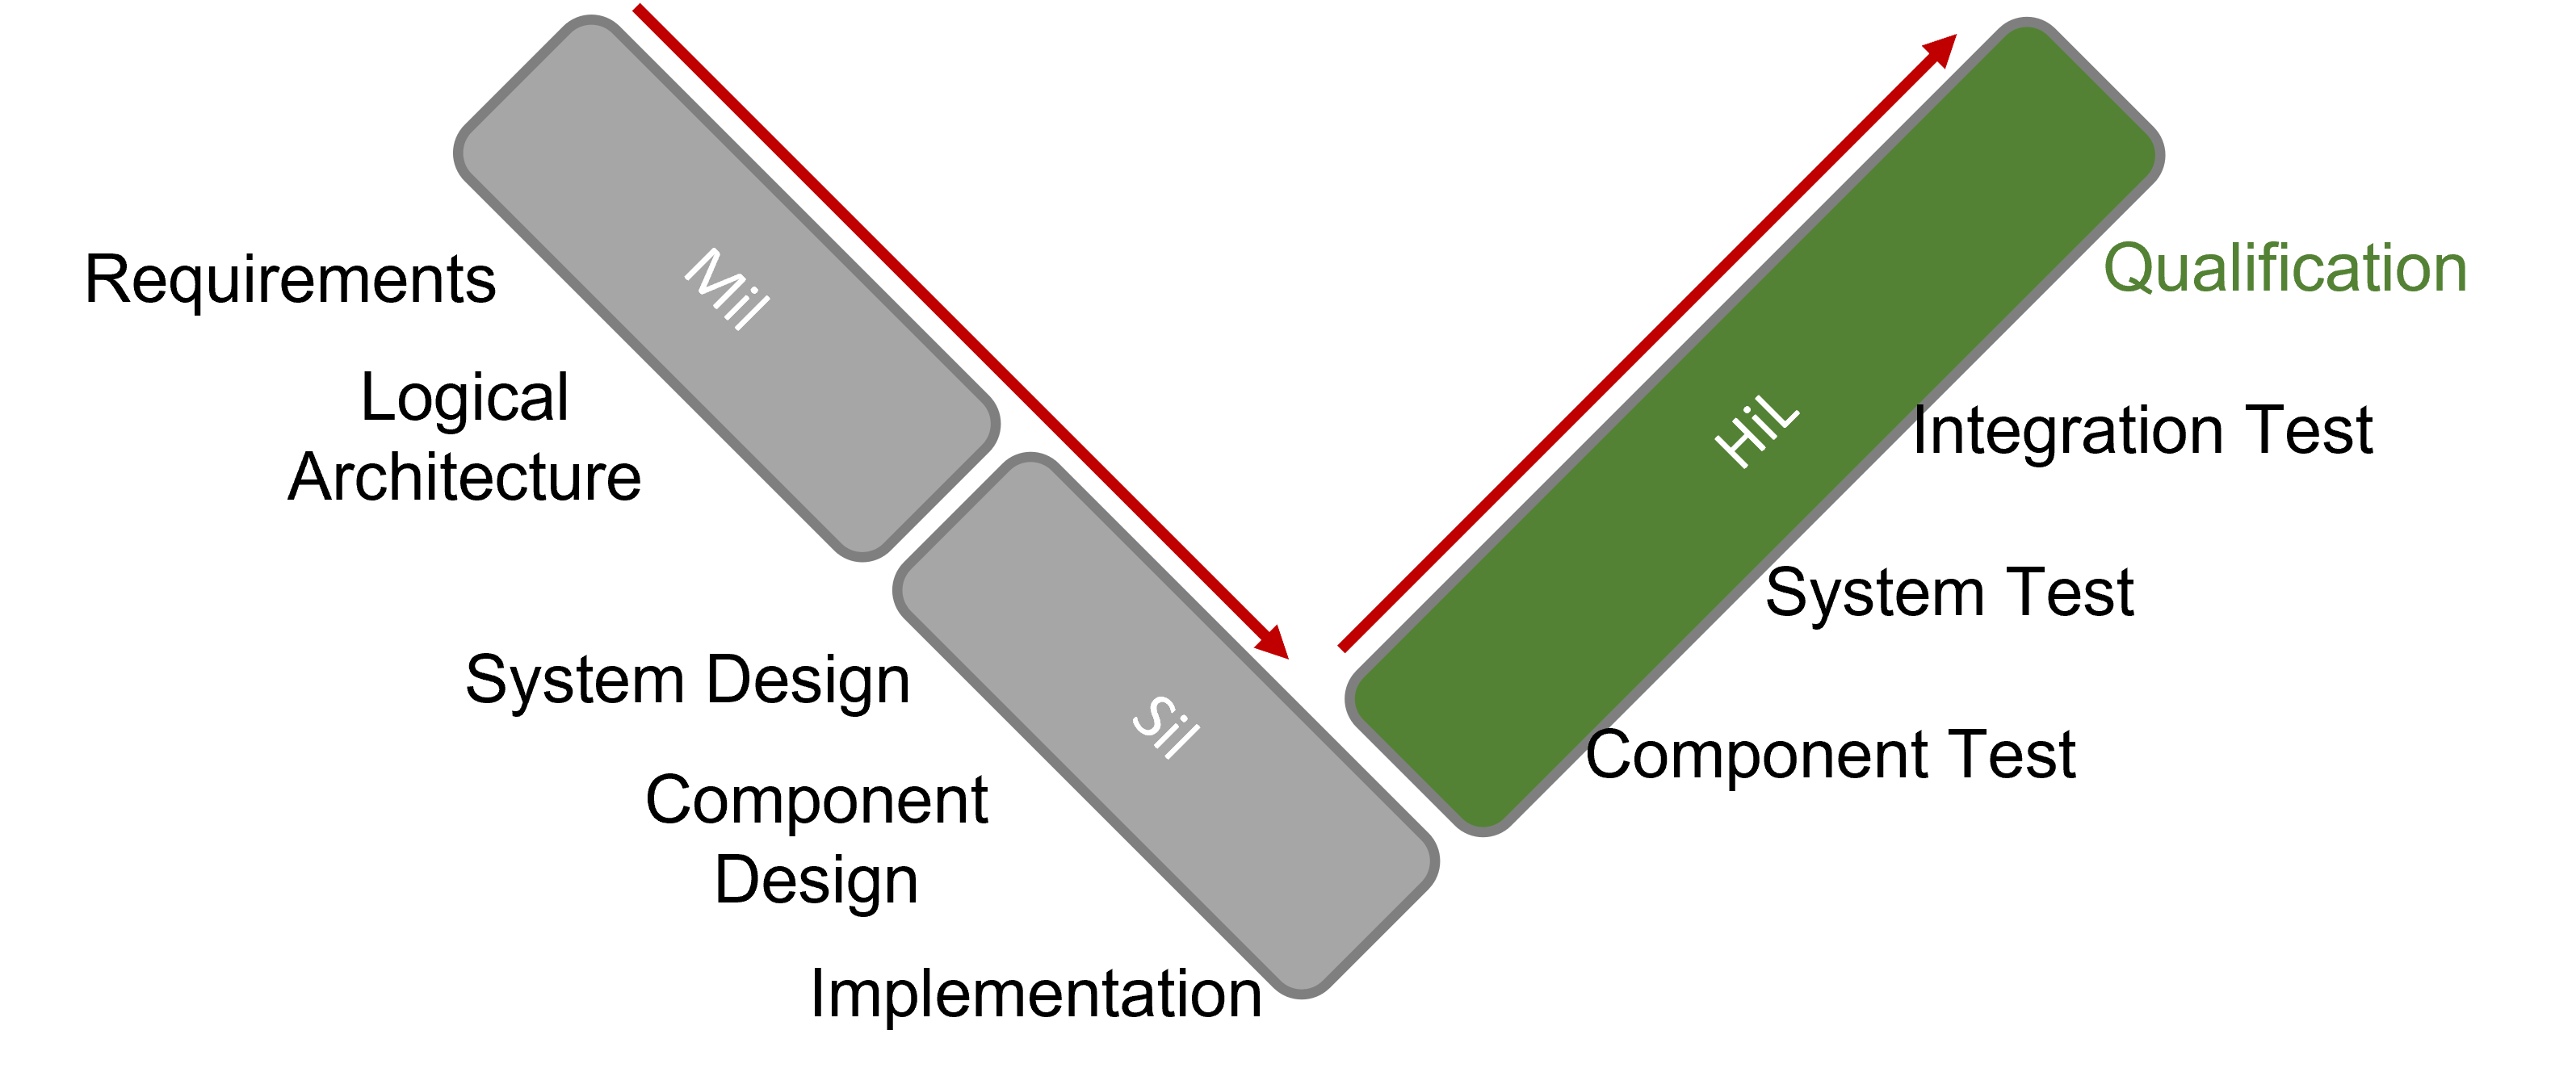 Requirements
Logical
Architecture
System Design
Component
Design
Implementation
Mil
Sil
HiL
Qualification
Integration Test
System Test
Component Test